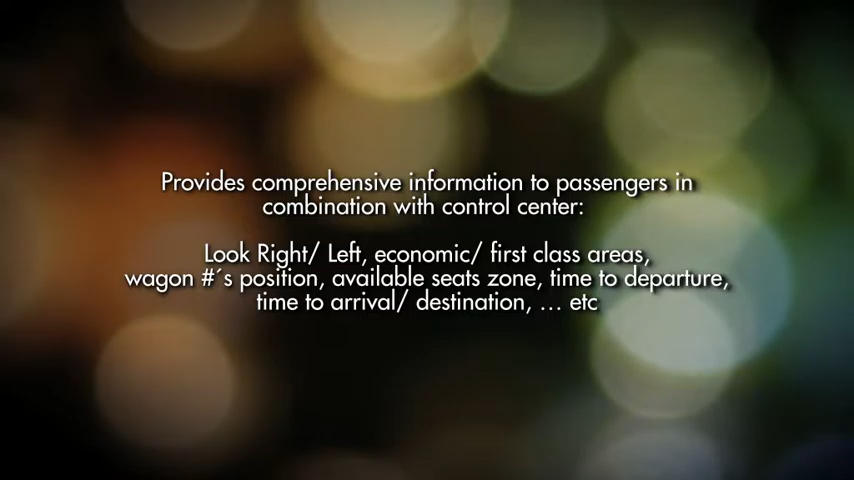 Provides comprehensive information to passengers in
combination with control center:
Look Right/ Left, economic/ first class areas,
wagon #´s position, available seats zone, time to departure,
time to arrival/ destination, … etc